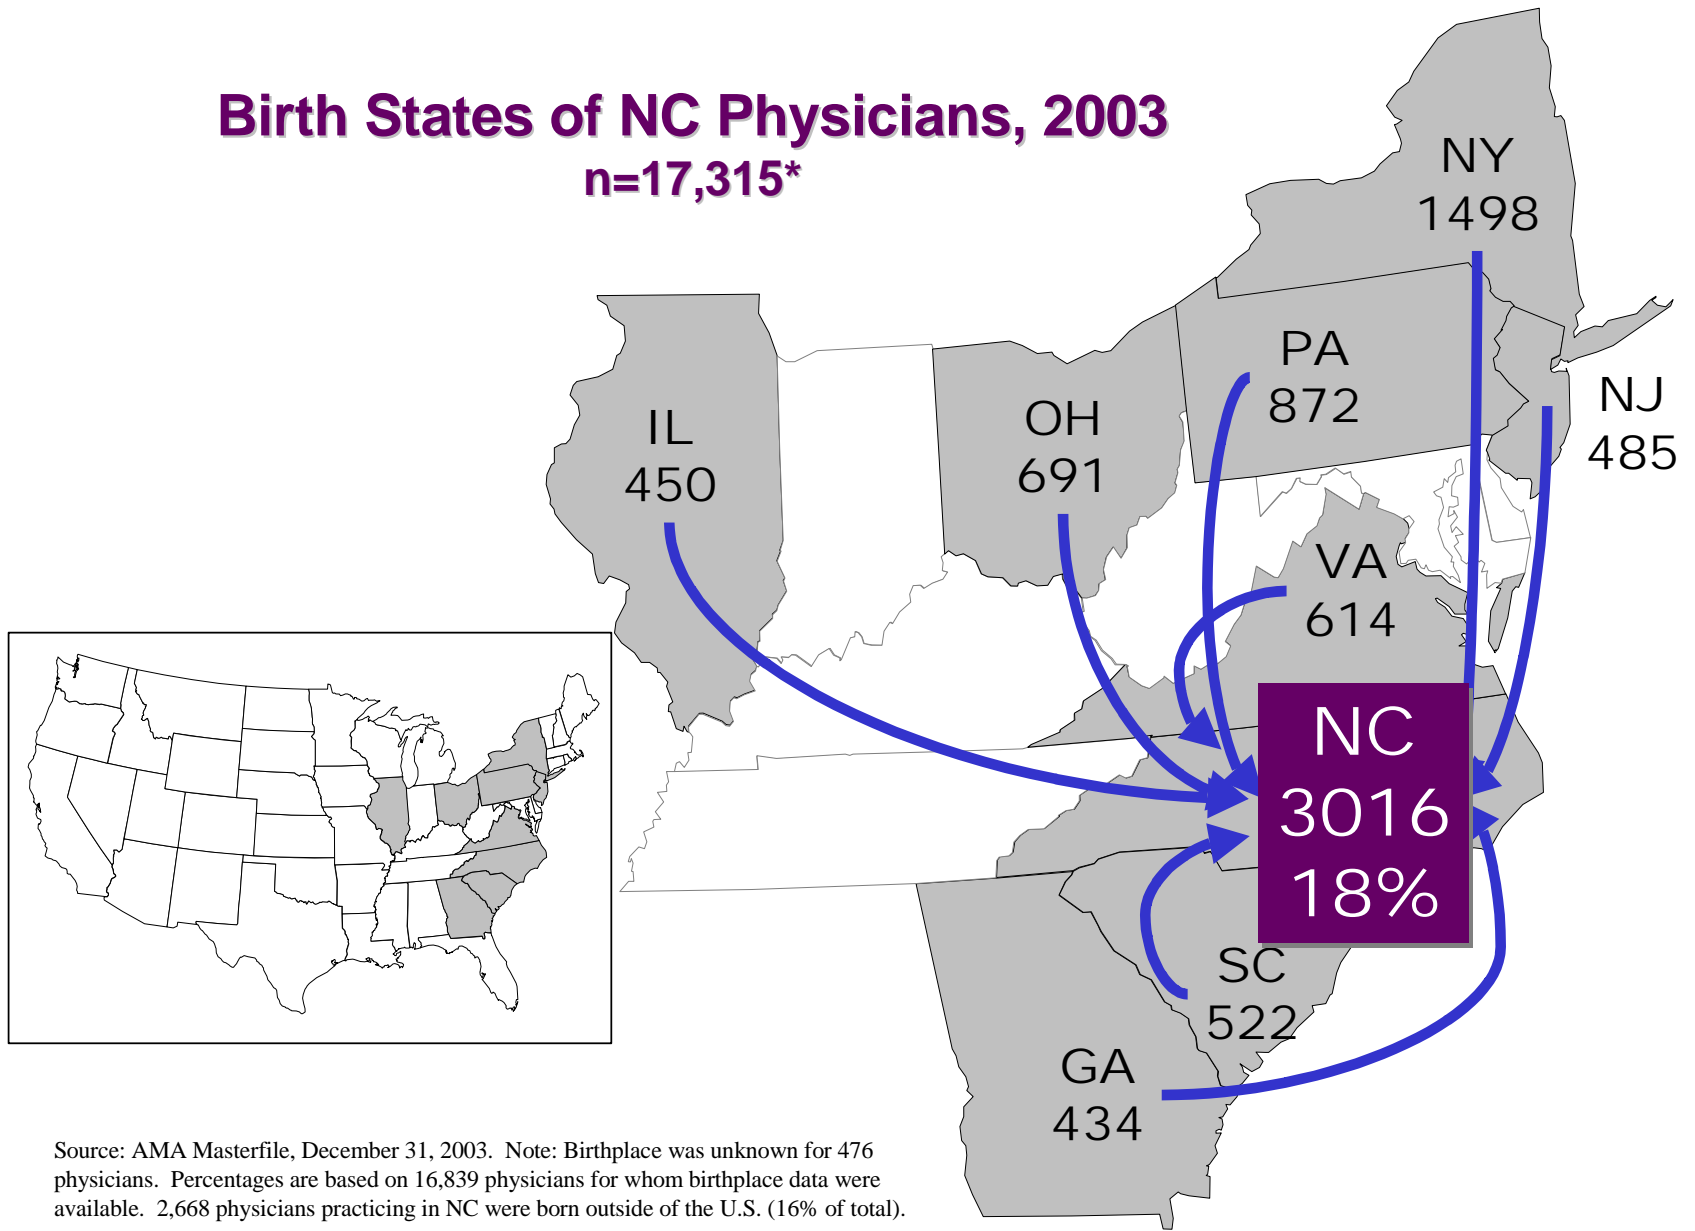 Birth States of NC Physicians, 2003
n=17,315*
NY
1498
PA
872
NJ
485
OH
691
IL
450
VA
614
NC
3016
18%
SC
522
GA
434
Source: AMA Masterfile, December 31, 2003.  Note: Birthplace was unknown for 476
physicians.  Percentages are based on 16,839 physicians for whom birthplace data were
available.  2,668 physicians practicing in NC were born outside of the U.S. (16% of total).